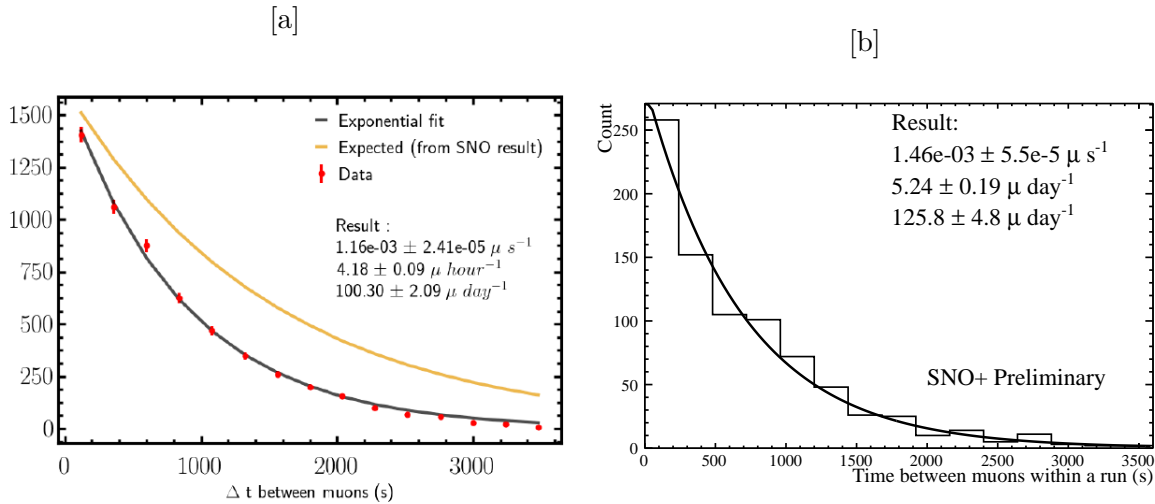 [a]
[b]
1500
1250
1000
750
500
250
0
0
1000
2000
3000
Δ t between muons (s)
Exponential fit
Expected (from SNO result)
Data
Result :
1.16e-03 ± 2.41e-05 μ s⁻¹
4.18 ± 0.09 μ hour⁻¹
100.30 ± 2.09 μ day⁻¹
Count
250
200
150
100
50
0
0
500
1000
1500
2000
2500
3000
3500
Time between muons within a run (s)
Result:
1.46e-03 ± 5.5e-5 μ s⁻¹
5.24 ± 0.19 μ day⁻¹
125.8 ± 4.8 μ day⁻¹
SNO+ Preliminary